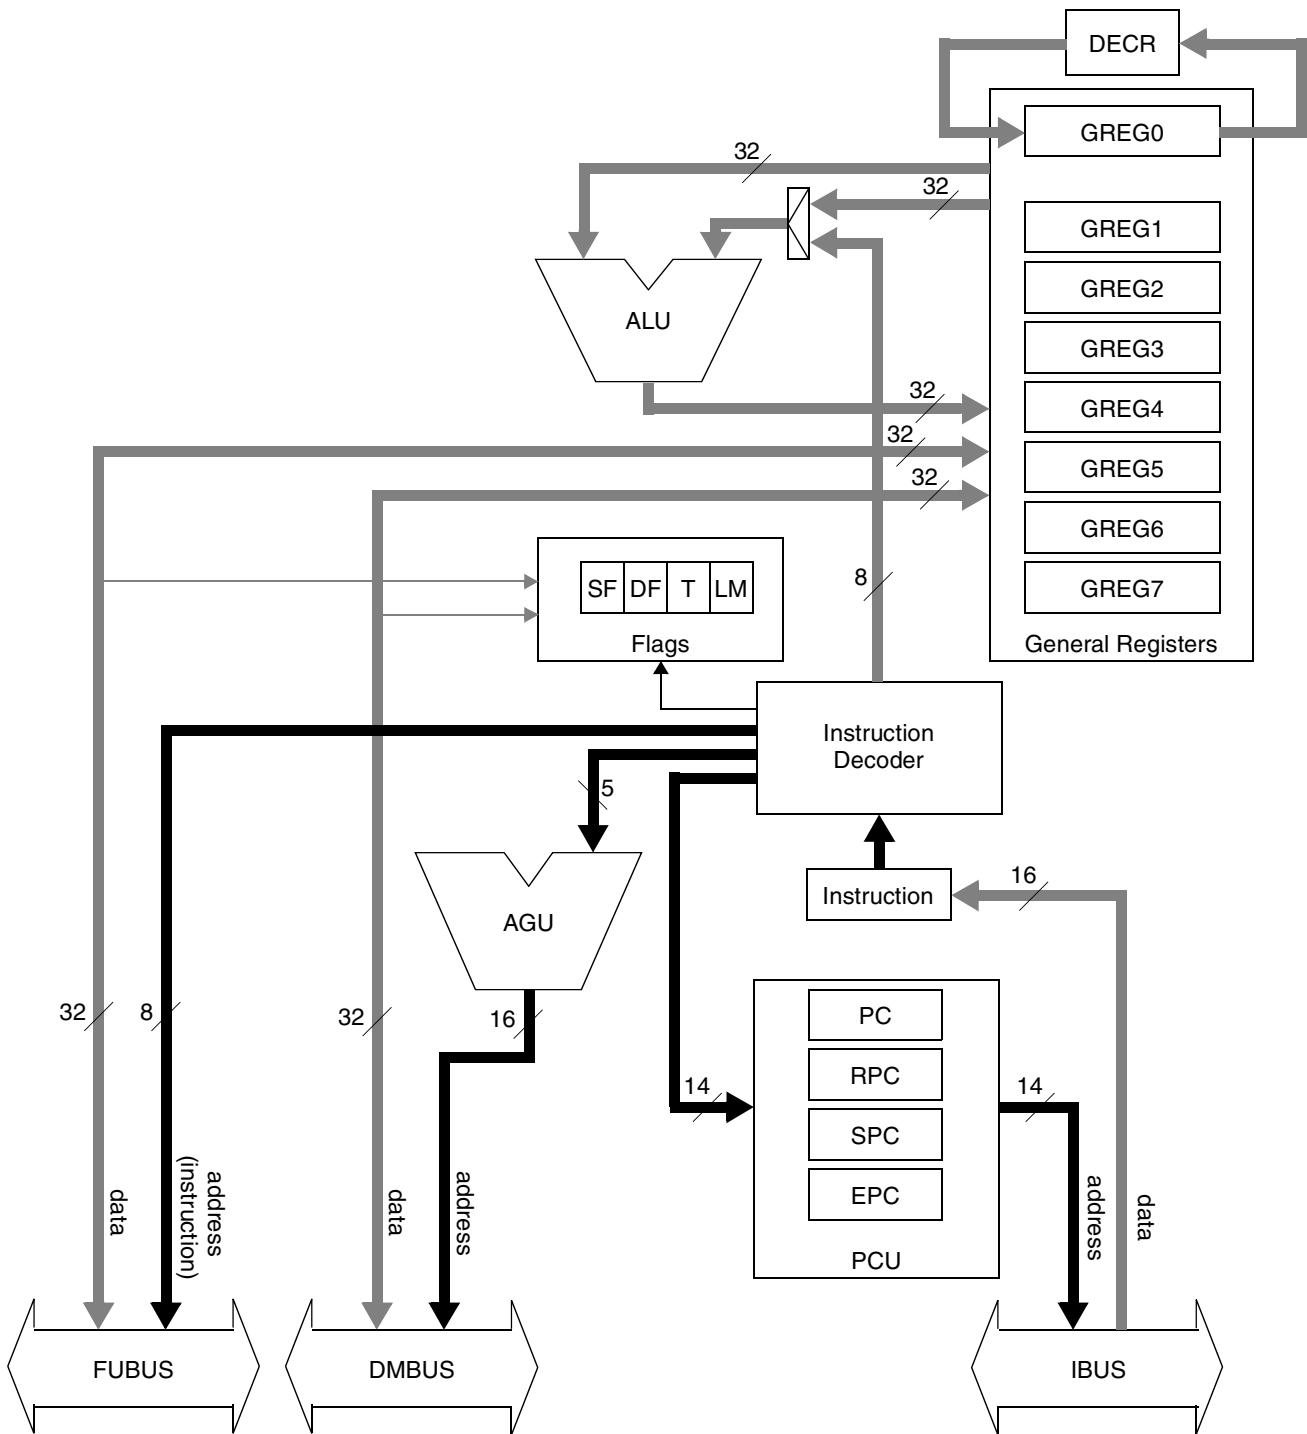 DECR
GREG0
32
32
GREG1
GREG2
ALU
GREG3
32
GREG4
32
GREG5
32
GREG6
8
SF DF T LM
GREG7
Flags
General Registers
Instruction
Decoder
5
Instruction
16
AGU
32
8
32
16
PC
RPC
14
14
SPC
EPC
PCU
data
address
(instruction)
data
address
address
data
FUBUS
DMBUS
IBUS